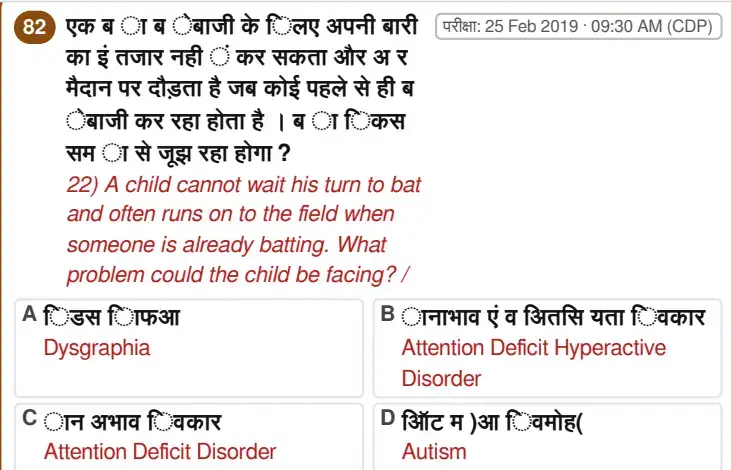 82 एक ब ◌ा ब ◌ेबाजी के ि◌लए अपनी बारी
परीक्षा: 25 Feb 2019 · 09:30 AM (CDP)
का इं तजार नही ◌ं कर सकता और अ र
मैदान पर दौड़ता है जब कोई पहले से ही ब
◌ेबाजी कर रहा होता है । ब ◌ा ि◌कस
सम ◌ा से जूझ रहा होगा ?
22) A child cannot wait his turn to bat
and often runs on to the field when
someone is already batting. What
problem could the child be facing? /
A ि◌डस ि◌ाफआ
Dysgraphia
B ◌ानाभाव एं व अितसि यता ि◌वकार
Attention Deficit Hyperactive
Disorder
C ◌ान अभाव ि◌वकार
Attention Deficit Disorder
D ऑिट म )आ ि◌वमोह(
Autism